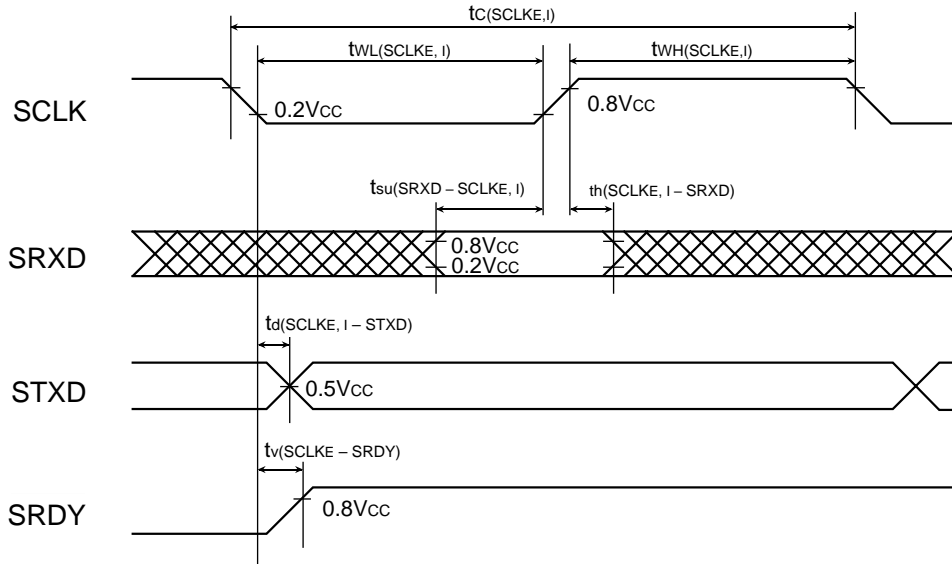 tC(SCLKE,I)
tWL(SCLKE, I)
tWH(SCLKE,I)
SCLK
0.2VCC
0.8VCC
tsu(SRXD – SCLKE, I)
th(SCLKE, I – SRXD)
SRXD
0.8VCC
0.2VCC
td(SCLKE, I – STXD)
STXD
0.5VCC
tv(SCLKE – SRDY)
SRDY
0.8VCC